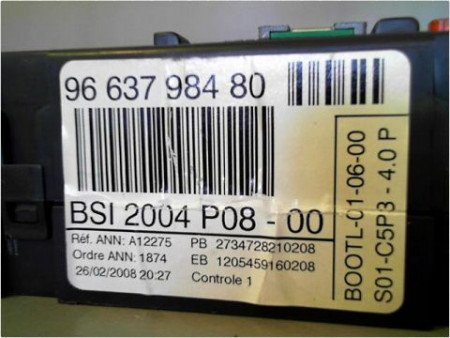 96 637 984 80
BSI 2004 P08 - 00
Réf. ANN: A12275 PB 2734728210208
Ordre ANN: 1874 EB 1205459160208
26/02/2008 20:27 Controle 1
BOOTL-01-06-00
S01-C5P3 - 4.0 P